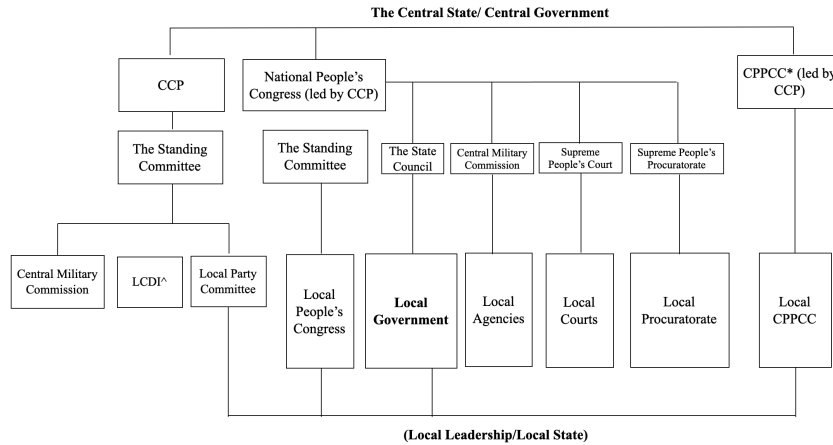 The Central State/ Central Government
CCP
National People's
Congress (led by CCP)
CPPCC* (led by
CCP)
The Standing
Committee
The Standing
Committee
The State
Council
Central Military
Commission
Supreme
People's Court
Supreme People's
Procuratorate
Central Military
Commission
LCDI^
Local Party
Committee
Local
People's
Congress
Local
Government
Local
Agencies
Local
Courts
Local
Procuratorate
Local
CPPCC
(Local Leadership/Local State)